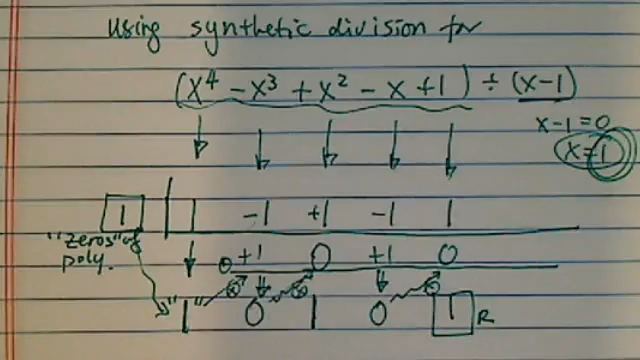 Using synthetic division for
(x⁴ - x³ + x² - x + 1) ÷ (x-1)
x-1=0
x=1
1 1 -1 +1 -1 1
"zeros" of
poly.
⊕ +1 0 +1 0
"1" 0 1 0 1 R